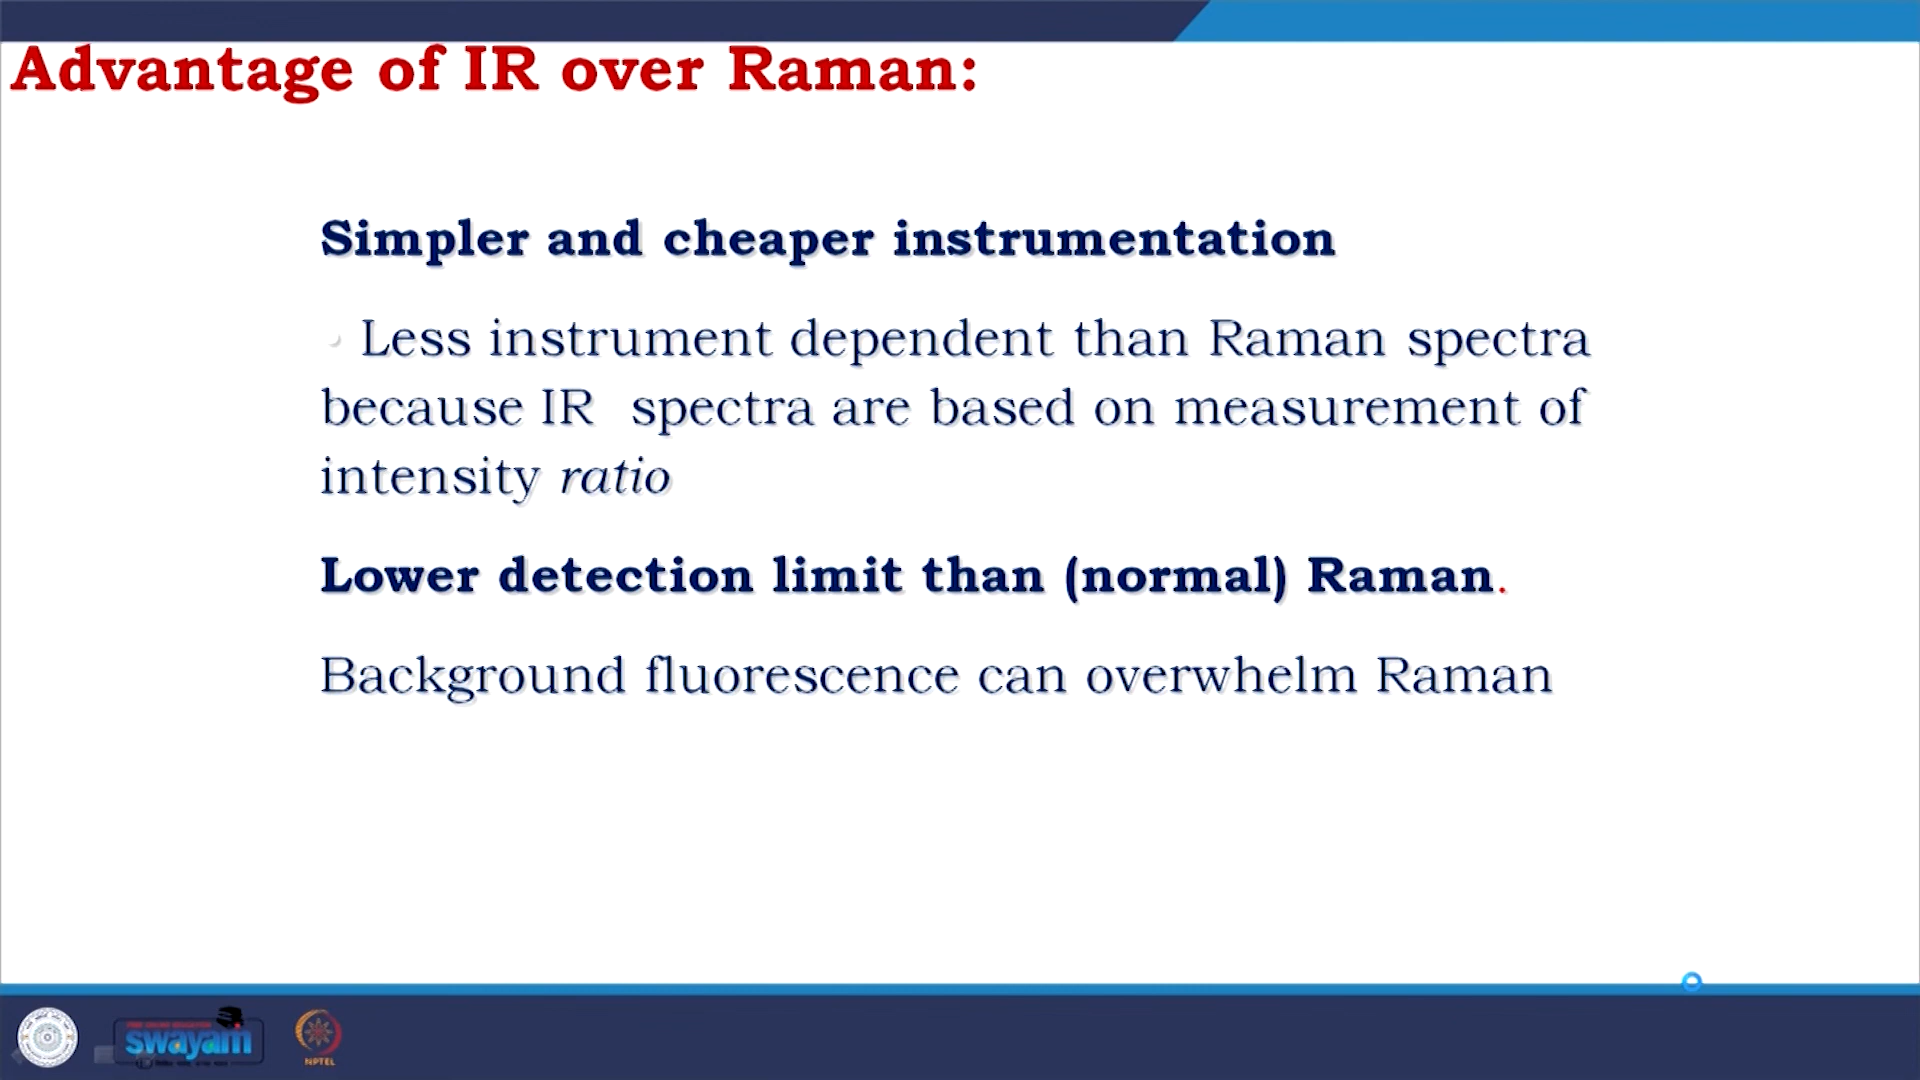 Advantage of IR over Raman:
Simpler and cheaper instrumentation
• Less instrument dependent than Raman spectra
because IR spectra are based on measurement of
intensity ratio
Lower detection limit than (normal) Raman.
Background fluorescence can overwhelm Raman
swayam
NPTEL